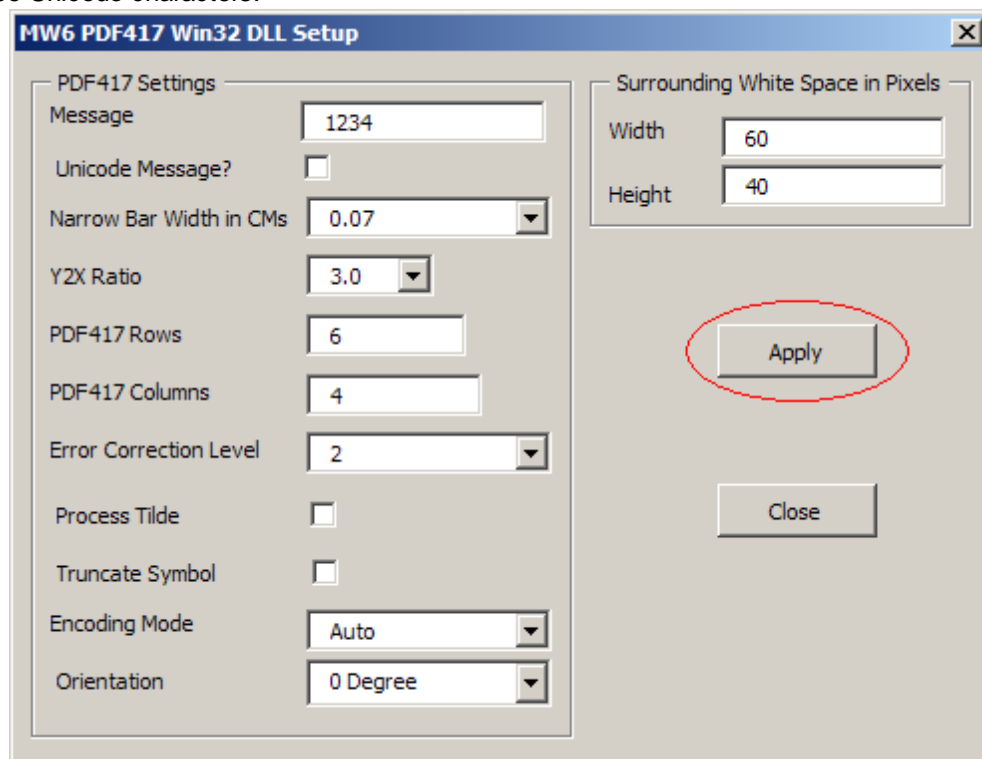 Unicode characters.
MW6 PDF417 Win32 DLL Setup
PDF417 Settings
Message
1234
Unicode Message?
Narrow Bar Width in CMs
0.07
Y2X Ratio
3.0
PDF417 Rows
6
PDF417 Columns
4
Error Correction Level
2
Process Tilde
Truncate Symbol
Encoding Mode
Auto
Orientation
0 Degree
Surrounding White Space in Pixels
Width
60
Height
40
Apply
Close